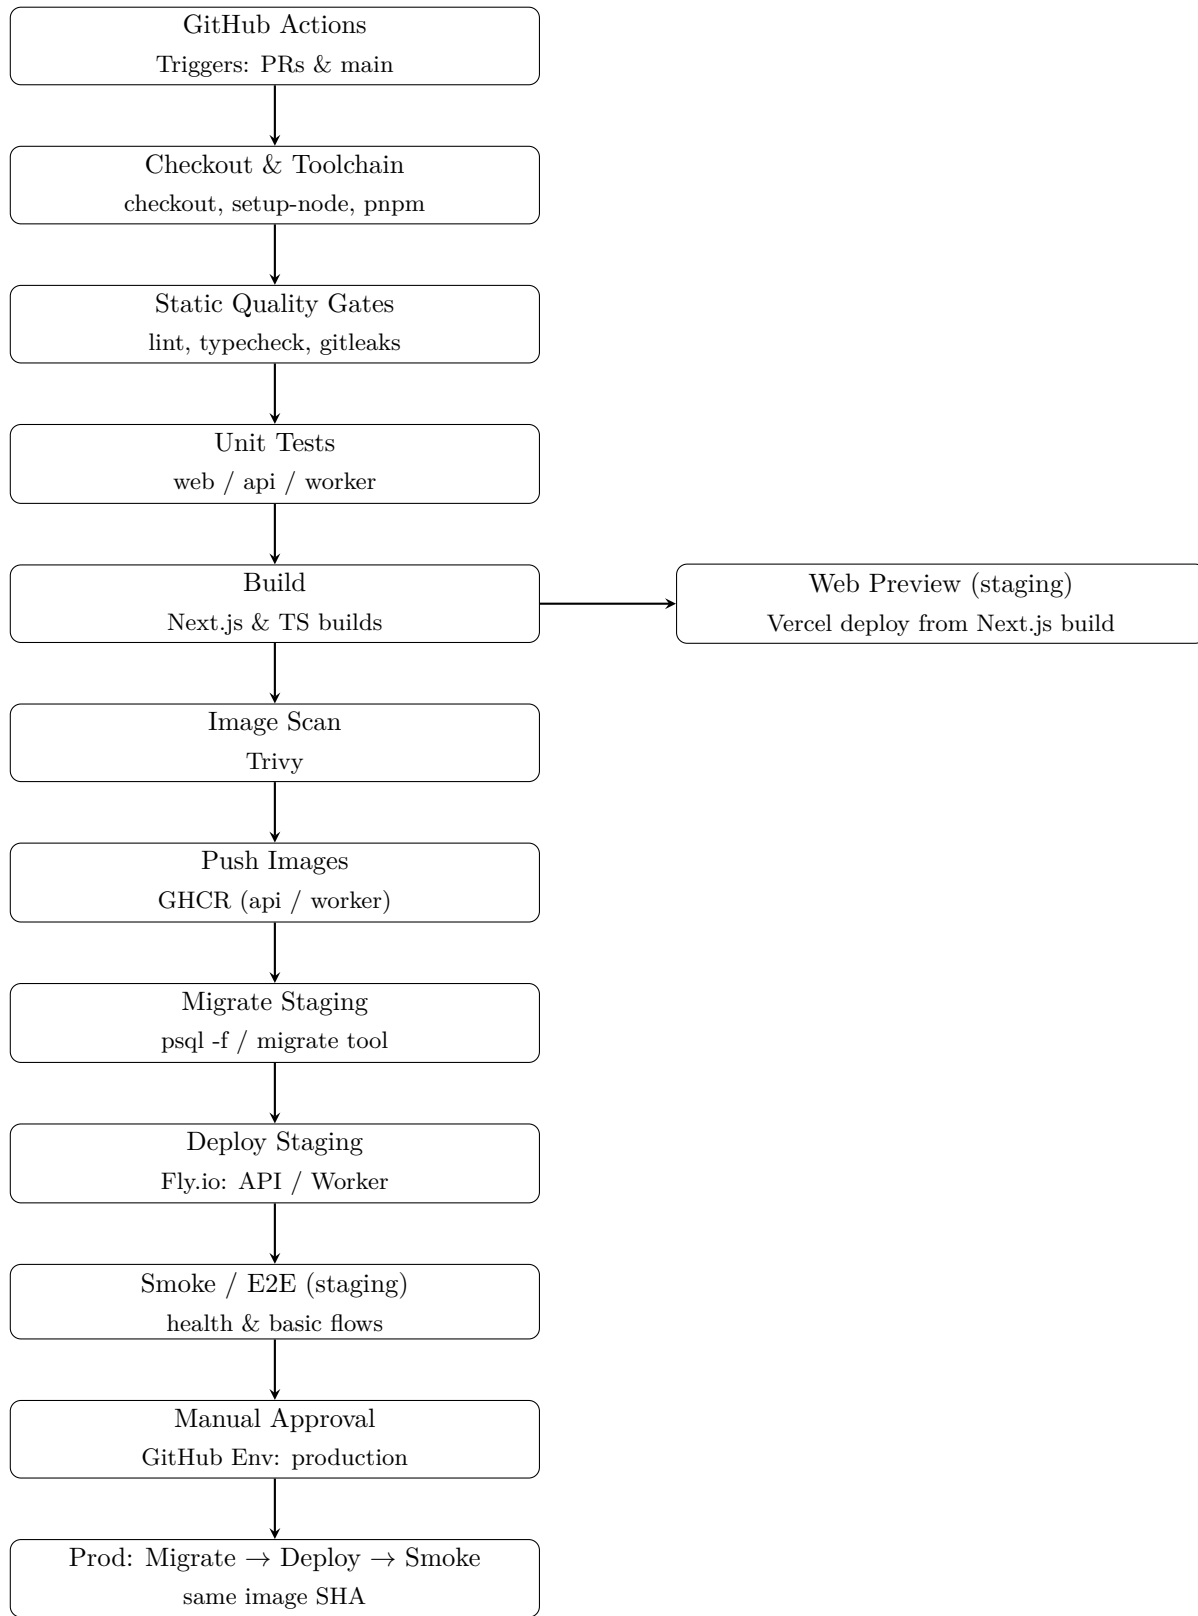 GitHub Actions
Triggers: PRs & main
Checkout & Toolchain
checkout, setup-node, pnpm
Static Quality Gates
lint, typecheck, gitleaks
Unit Tests
web / api / worker
Build
Next.js & TS builds
Web Preview (staging)
Vercel deploy from Next.js build
Image Scan
Trivy
Push Images
GHCR (api / worker)
Migrate Staging
psql -f / migrate tool
Deploy Staging
Fly.io: API / Worker
Smoke / E2E (staging)
health & basic flows
Manual Approval
GitHub Env: production
Prod: Migrate → Deploy → Smoke
same image SHA